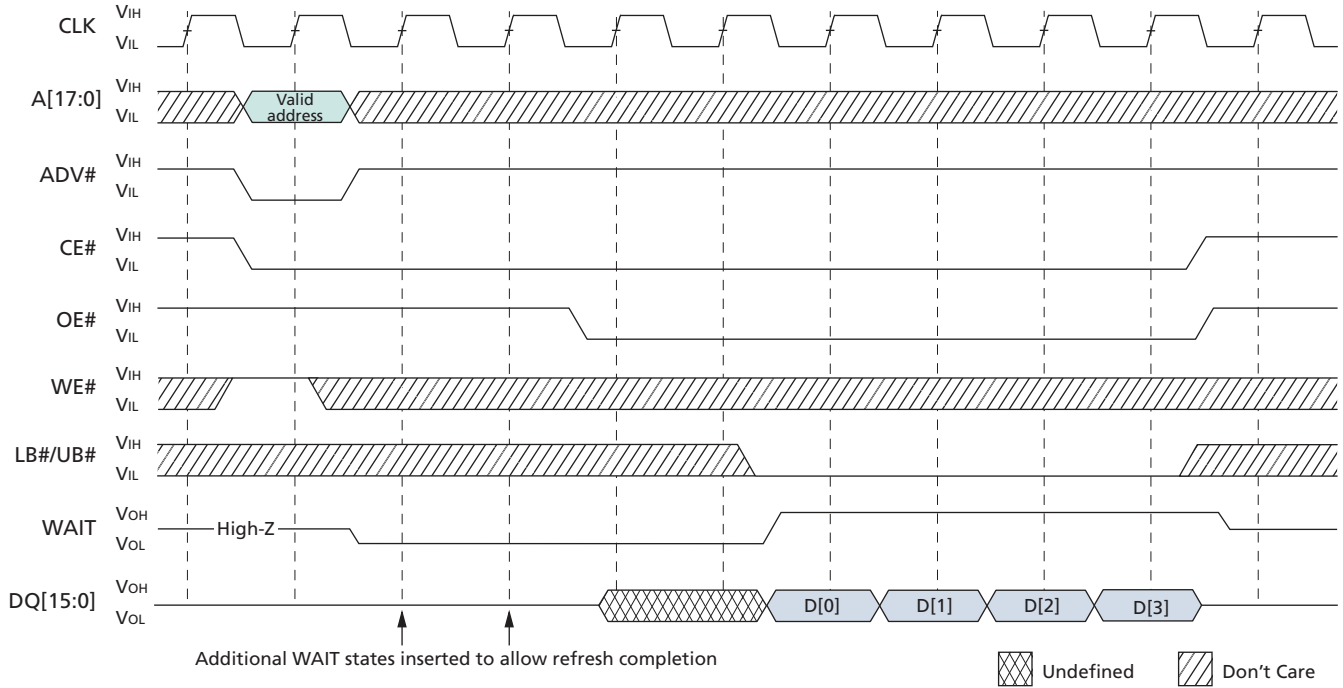 CLK VIH
VIL
A[17:0] VIH
VIL
Valid
address
ADV# VIH
VIL
CE# VIH
VIL
OE# VIH
VIL
WE# VIH
VIL
LB#/UB# VIH
VIL
WAIT VOH
VOL
High-Z
DQ[15:0] VOH
VOL
D[0] D[1] D[2] D[3]
Additional WAIT states inserted to allow refresh completion
Undefined Don't Care